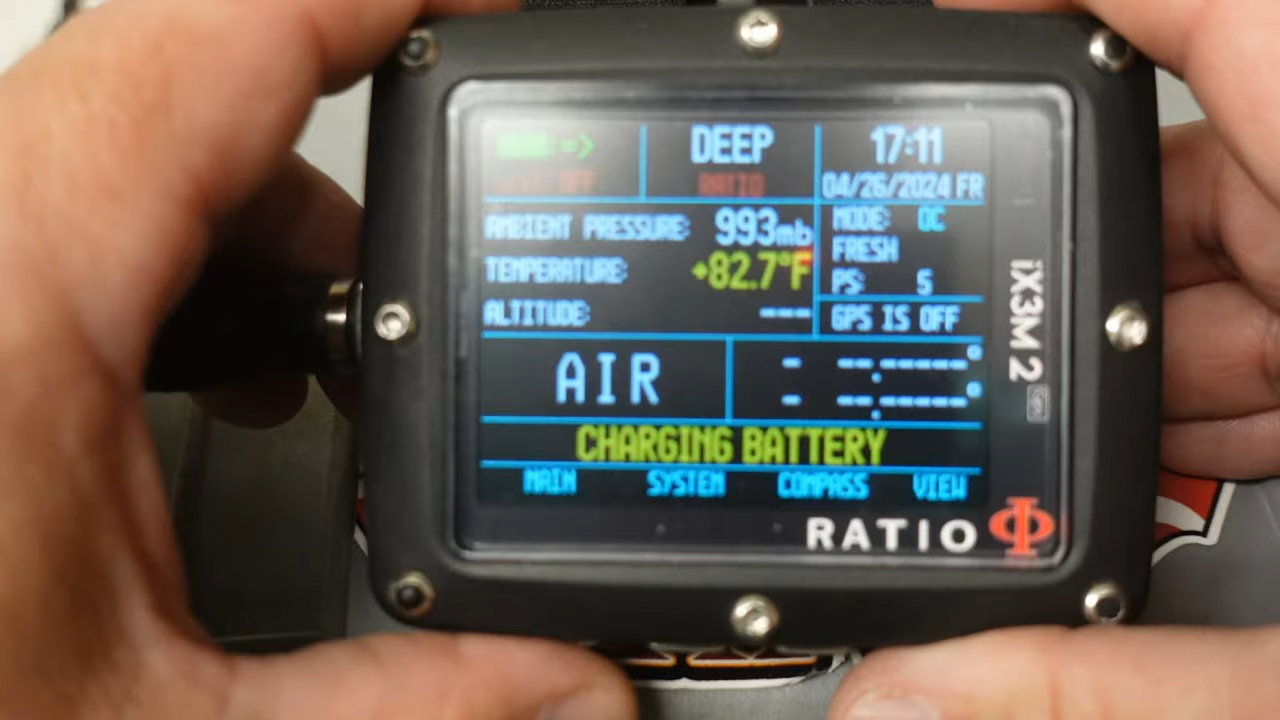 DEEP
17:11
RATIO
04/26/2024 FR
AMBIENT PRESSURE: 993mb
MODE: OC
FRESH
TEMPERATURE: +82.7°F
PS: 5
ALTITUDE: ---
GPS IS OFF
AIR
- --.-----°
- --.-----°
CHARGING BATTERY
MAIN SYSTEM COMPASS VIEW
RATIO
iX3M 2